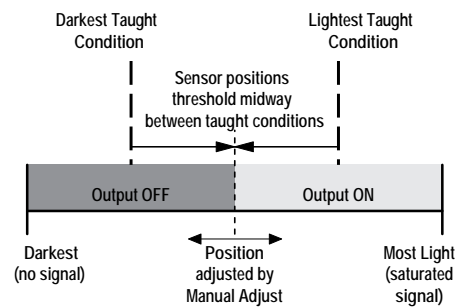 Darkest Taught
Condition
Lightest Taught
Condition
Sensor positions
threshold midway
between taught conditions
Output OFF
Output ON
Darkest
(no signal)
Position
adjusted by
Manual Adjust
Most Light
(saturated
signal)